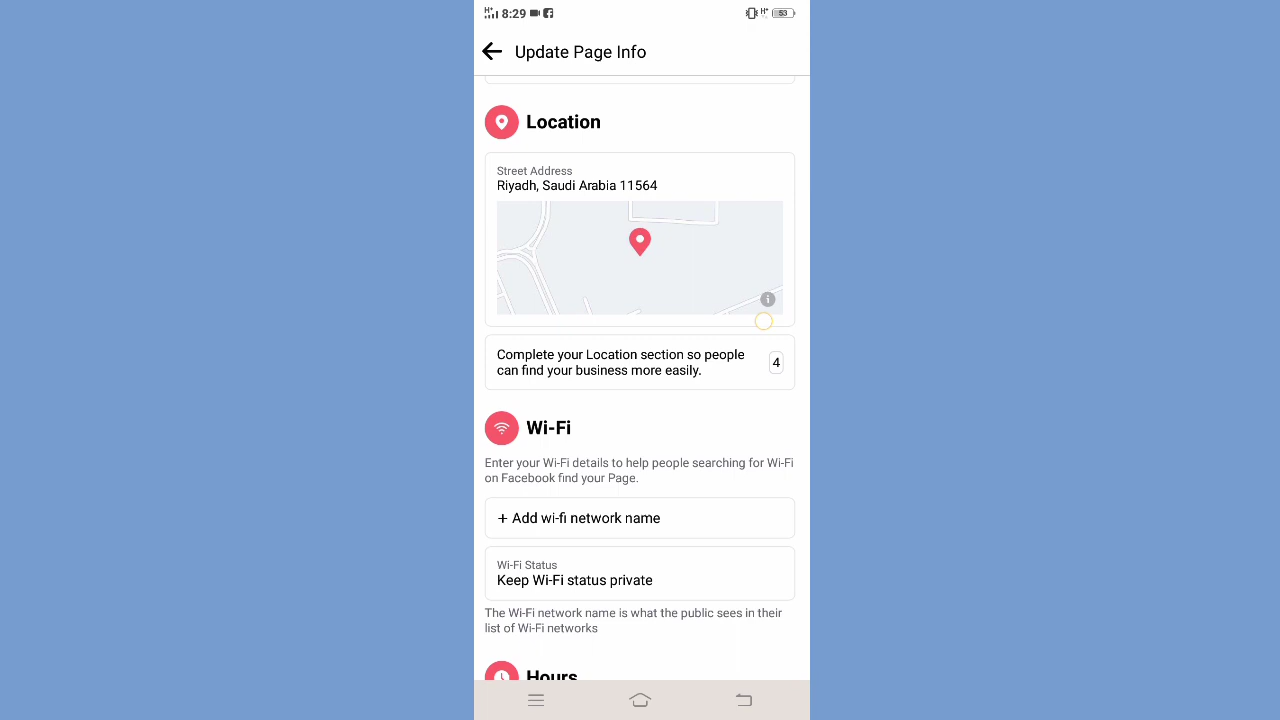 H+ 8:29 H+ 53
Update Page Info
Location
Street Address
Riyadh, Saudi Arabia 11564
i
Complete your Location section so people
can find your business more easily.
4
Wi-Fi
Enter your Wi-Fi details to help people searching for Wi-Fi
on Facebook find your Page.
+ Add wi-fi network name
Wi-Fi Status
Keep Wi-Fi status private
The Wi-Fi network name is what the public sees in their
list of Wi-Fi networks
Hours